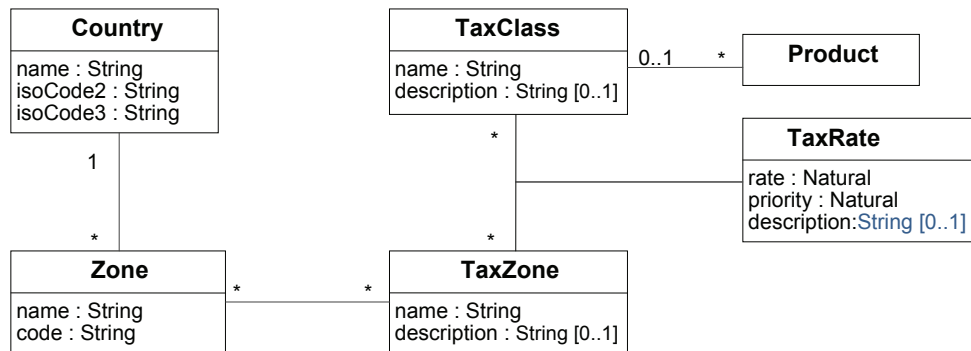 Country
name : String
isoCode2 : String
isoCode3 : String
TaxClass
name : String
description : String [0..1]
0..1
*
Product
TaxRate
rate : Natural
priority : Natural
description:String [0..1]
1
*
*
*
Zone
name : String
code : String
*
*
TaxZone
name : String
description : String [0..1]